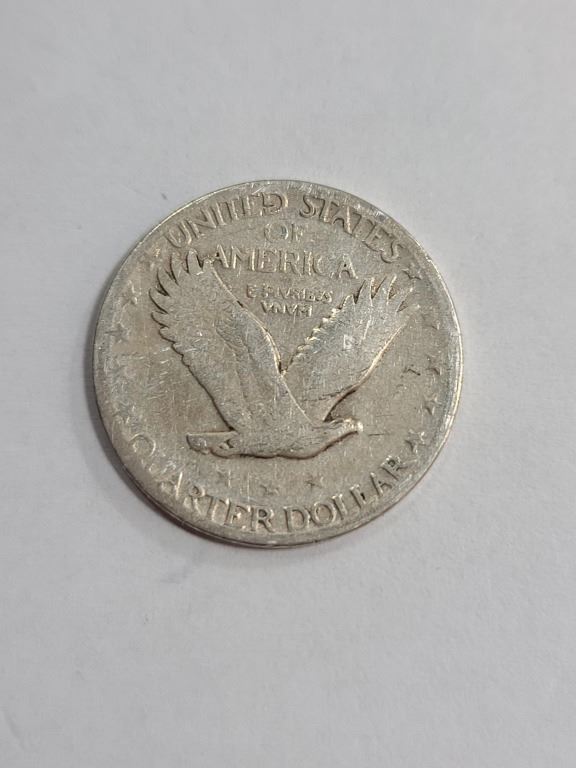 UNITED STATES
OF
AMERICA
E PLURIBUS
UNUM
QUARTER DOLLAR